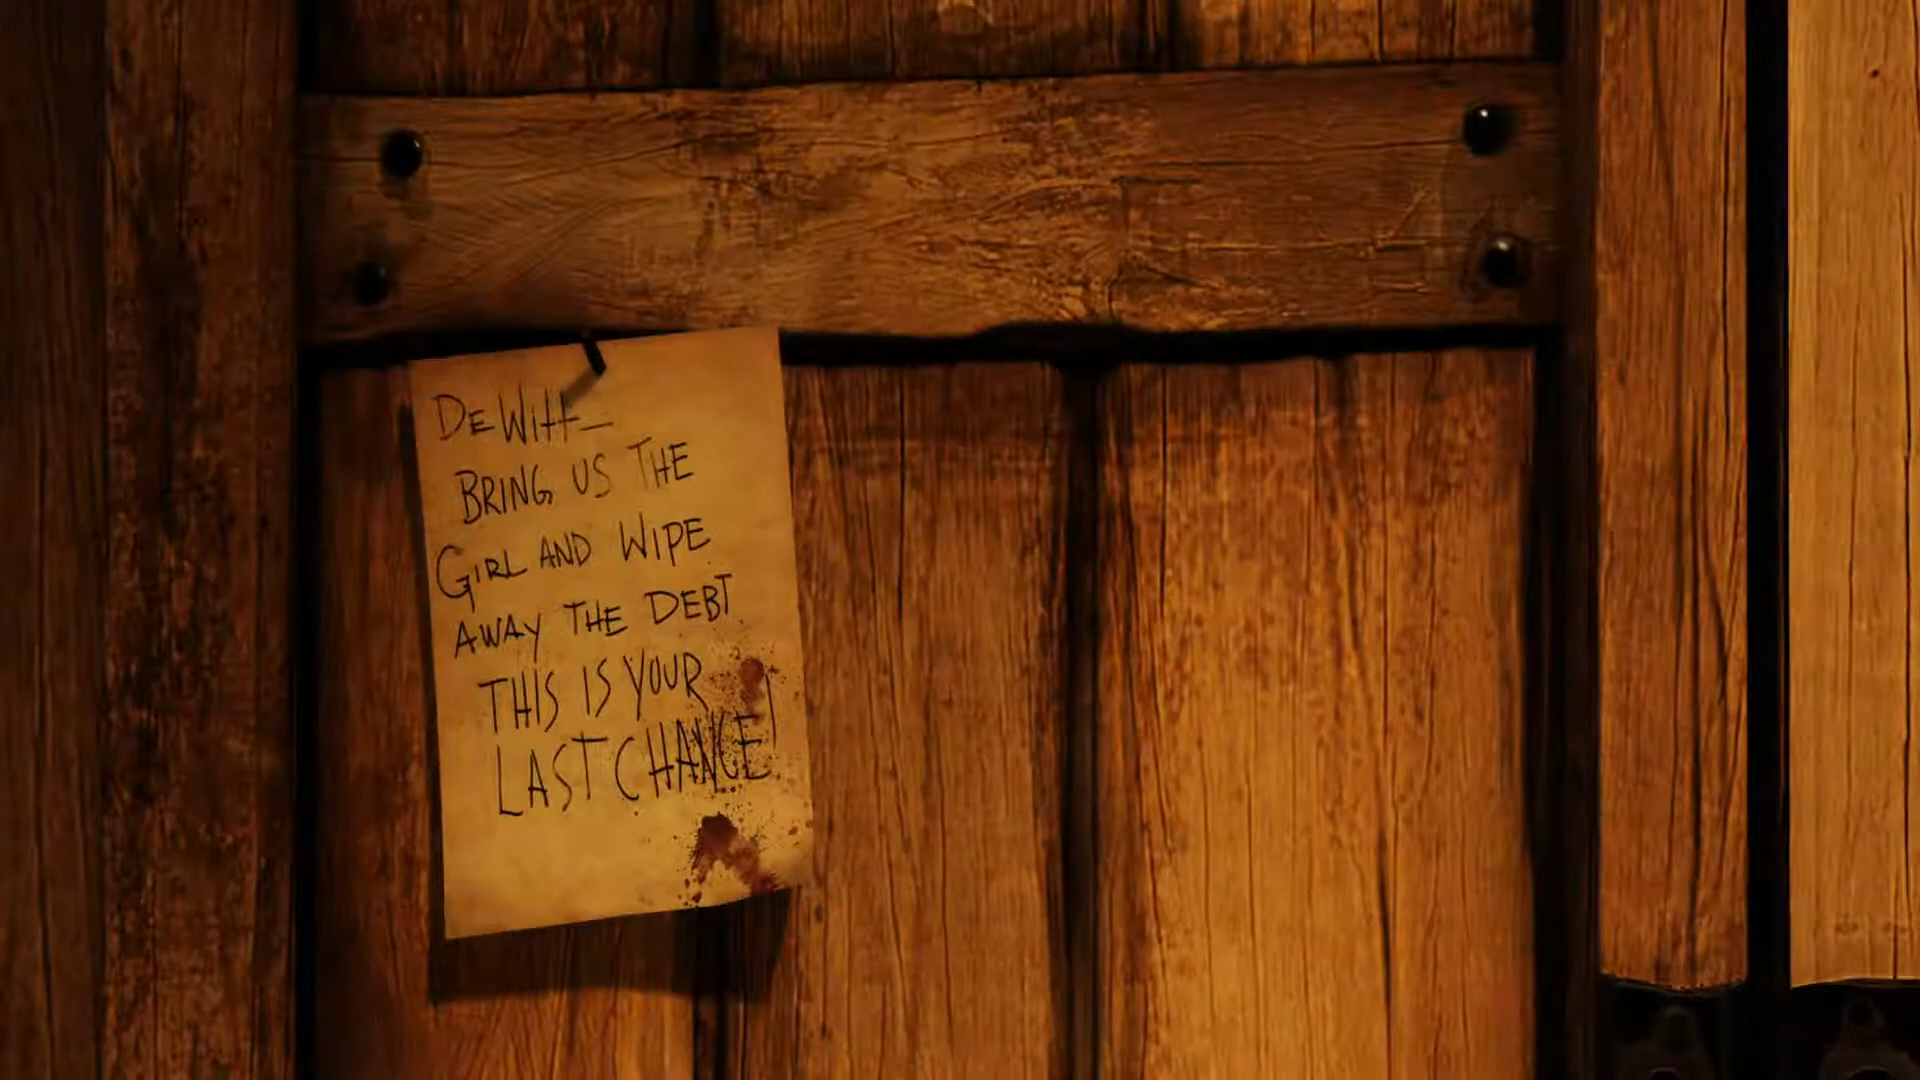 DeWitt—
BRING US THE
GIRL AND WIPE
AWAY THE DEBT.
THIS IS YOUR
LAST CHANCE!